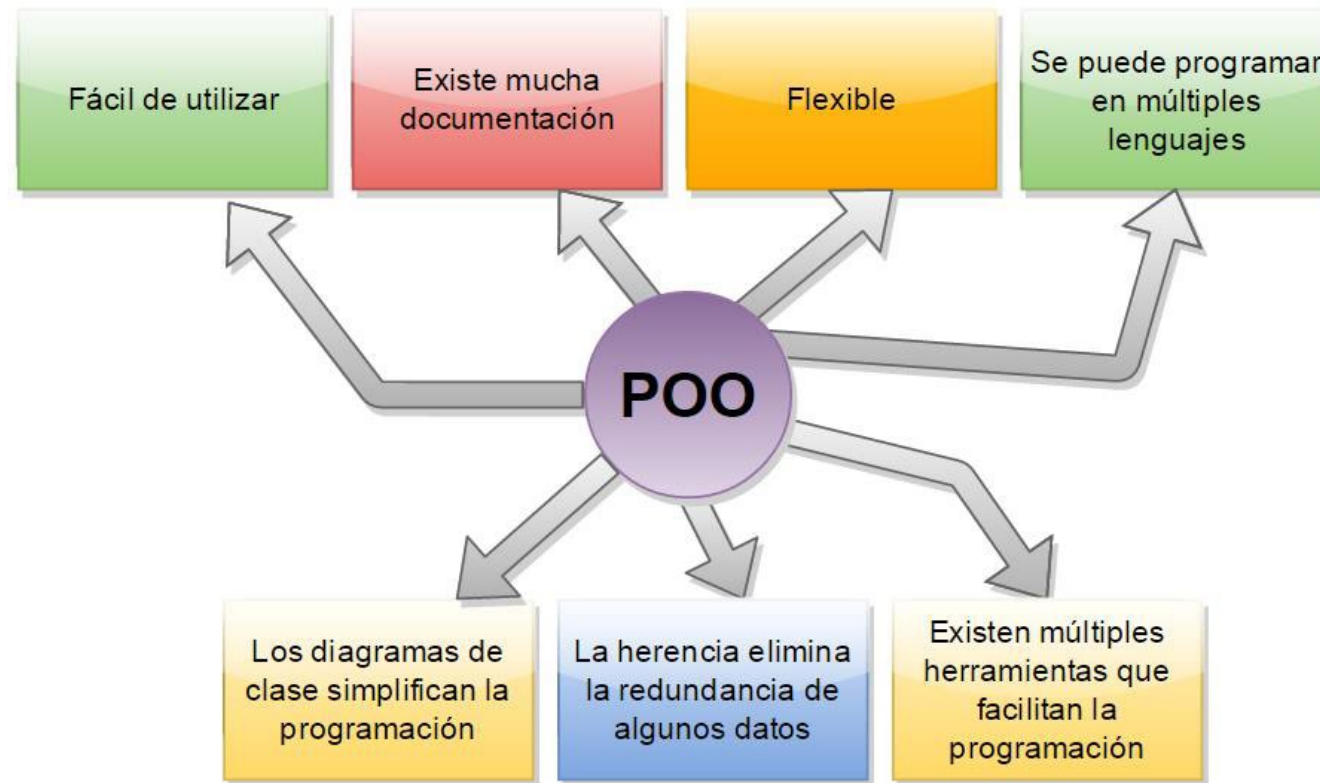 Fácil de utilizar
Existe mucha
documentación
Flexible
Se puede programar
en múltiples
lenguajes
POO
Los diagramas de
clase simplifican la
programación
La herencia elimina
la redundancia de
algunos datos
Existen múltiples
herramientas que
facilitan la
programación